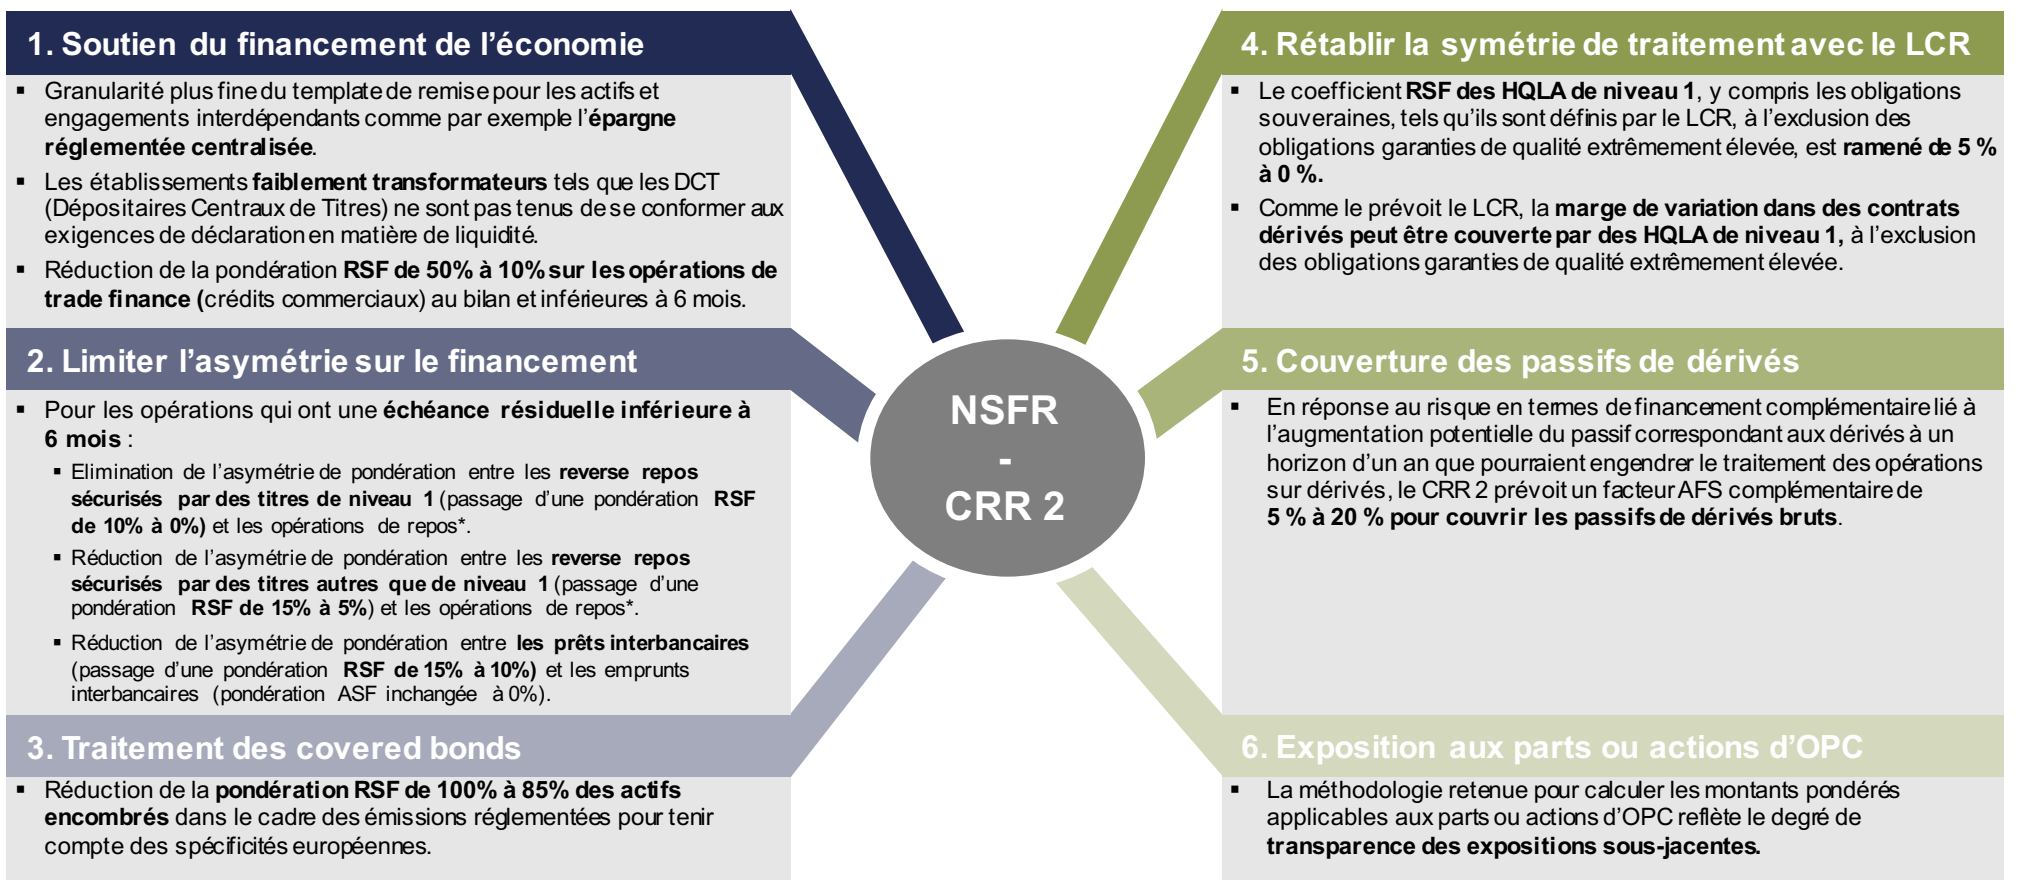 1. Soutien du financement de l’économie
▪ Granularité plus fine du template de remise pour les actifs et
engagements interdépendants comme par exemple l’épargne
réglementée centralisée.
▪ Les établissements faiblement transformateurs tels que les DCT
(Dépositaires Centraux de Titres) ne sont pas tenus de se conformer aux
exigences de déclaration en matière de liquidité.
▪ Réduction de la pondération RSF de 50% à 10% sur les opérations de
trade finance (crédits commerciaux) au bilan et inférieures à 6 mois.
2. Limiter l’asymétrie sur le financement
▪ Pour les opérations qui ont une échéance résiduelle inférieure à
6 mois :
▪ Elimination de l’asymétrie de pondération entre les reverse repos
sécurisés par des titres de niveau 1 (passage d’une pondération RSF
de 10% à 0%) et les opérations de repos*.
▪ Réduction de l’asymétrie de pondération entre les reverse repos
sécurisés par des titres autres que de niveau 1 (passage d’une
pondération RSF de 15% à 5%) et les opérations de repos*.
▪ Réduction de l’asymétrie de pondération entre les prêts interbancaires
(passage d’une pondération RSF de 15% à 10%) et les emprunts
interbancaires (pondération ASF inchangée à 0%).
3. Traitement des covered bonds
▪ Réduction de la pondération RSF de 100% à 85% des actifs
encombrés dans le cadre des émissions réglementées pour tenir
compte des spécificités européennes.
NSFR
-
CRR 2
4. Rétablir la symétrie de traitement avec le LCR
▪ Le coefficient RSF des HQLA de niveau 1, y compris les obligations
souveraines, tels qu’ils sont définis par le LCR, à l’exclusion des
obligations garanties de qualité extrêmement élevée, est ramené de 5 %
à 0 %.
▪ Comme le prévoit le LCR, la marge de variation dans des contrats
dérivés peut être couverte par des HQLA de niveau 1, à l’exclusion
des obligations garanties de qualité extrêmement élevée.
5. Couverture des passifs de dérivés
▪ En réponse au risque en termes de financement complémentaire lié à
l’augmentation potentielle du passif correspondant aux dérivés à un
horizon d’un an que pourraient engendrer le traitement des opérations
sur dérivés, le CRR 2 prévoit un facteur AFS complémentaire de
5 % à 20 % pour couvrir les passifs de dérivés bruts.
6. Exposition aux parts ou actions d’OPC
▪ La méthodologie retenue pour calculer les montants pondérés
applicables aux parts ou actions d’OPC reflète le degré de
transparence des expositions sous-jacentes.